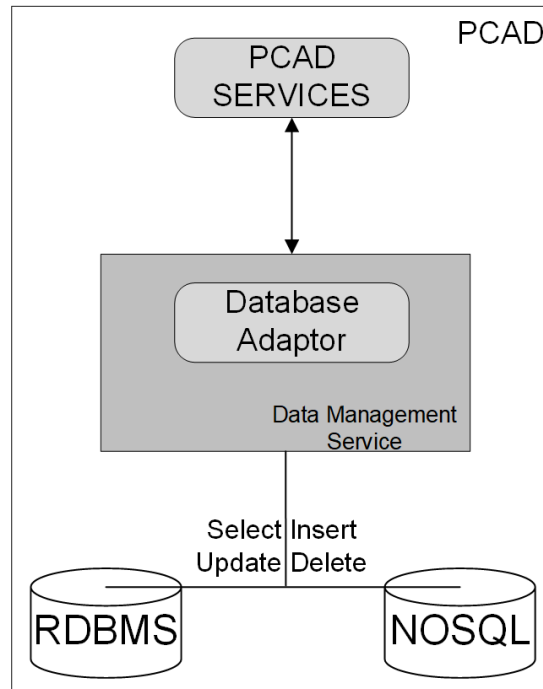 PCAD
PCAD
SERVICES
Database
Adaptor
Data Management
Service
Select Insert
Update Delete
RDBMS
NOSQL